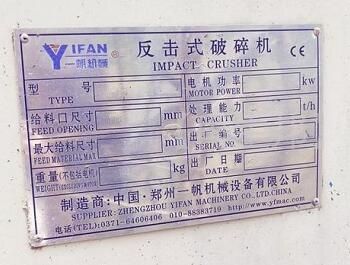 YIFAN
一帆机械
反击式破碎机
IMPACT CRUSHER
CE
型号
TYPE
电机功率 kw
MOTOR POWER
给料口尺寸 mm
FEED OPENING
处理能力 t/h
CAPACITY
最大给料尺寸 mm
FEED MATERIAL MAX
出厂编号
SERIAL NO
重量(不包括电机) kg
WEIGHT(EXCLUDING MOTOR)
出厂日期
DATE
制造商:中国·郑州一帆机械设备有限公司
SUPPLIER: ZHENGZHOU YIFAN MACHINERY CO.LTD.CHINA
电话(TEL):0371-64606406 010-88383719 http://www.yfmac.com